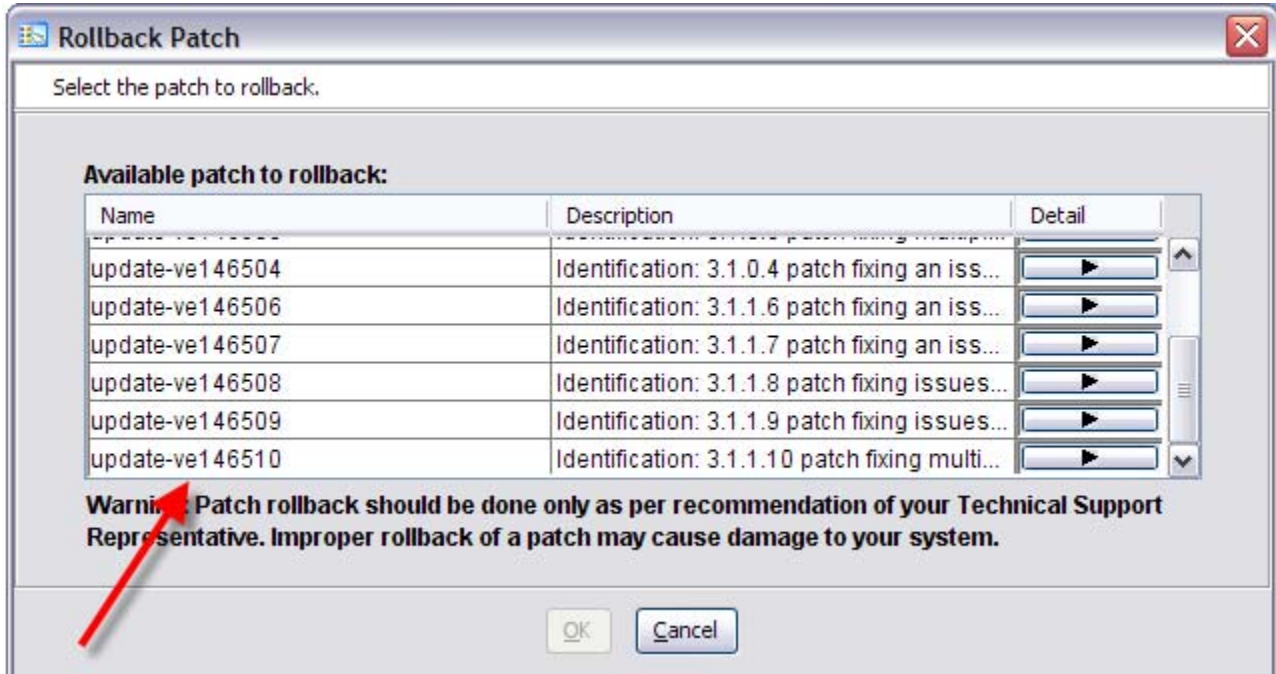 Rollback Patch
Select the patch to rollback.
Available patch to rollback:
Name Description Detail
update-ve146504 Identification: 3.1.0.4 patch fixing an iss...
update-ve146506 Identification: 3.1.1.6 patch fixing an iss...
update-ve146507 Identification: 3.1.1.7 patch fixing an iss...
update-ve146508 Identification: 3.1.1.8 patch fixing issues...
update-ve146509 Identification: 3.1.1.9 patch fixing issues...
update-ve146510 Identification: 3.1.1.10 patch fixing multi...
Warning: Patch rollback should be done only as per recommendation of your Technical Support
Representative. Improper rollback of a patch may cause damage to your system.
OK Cancel